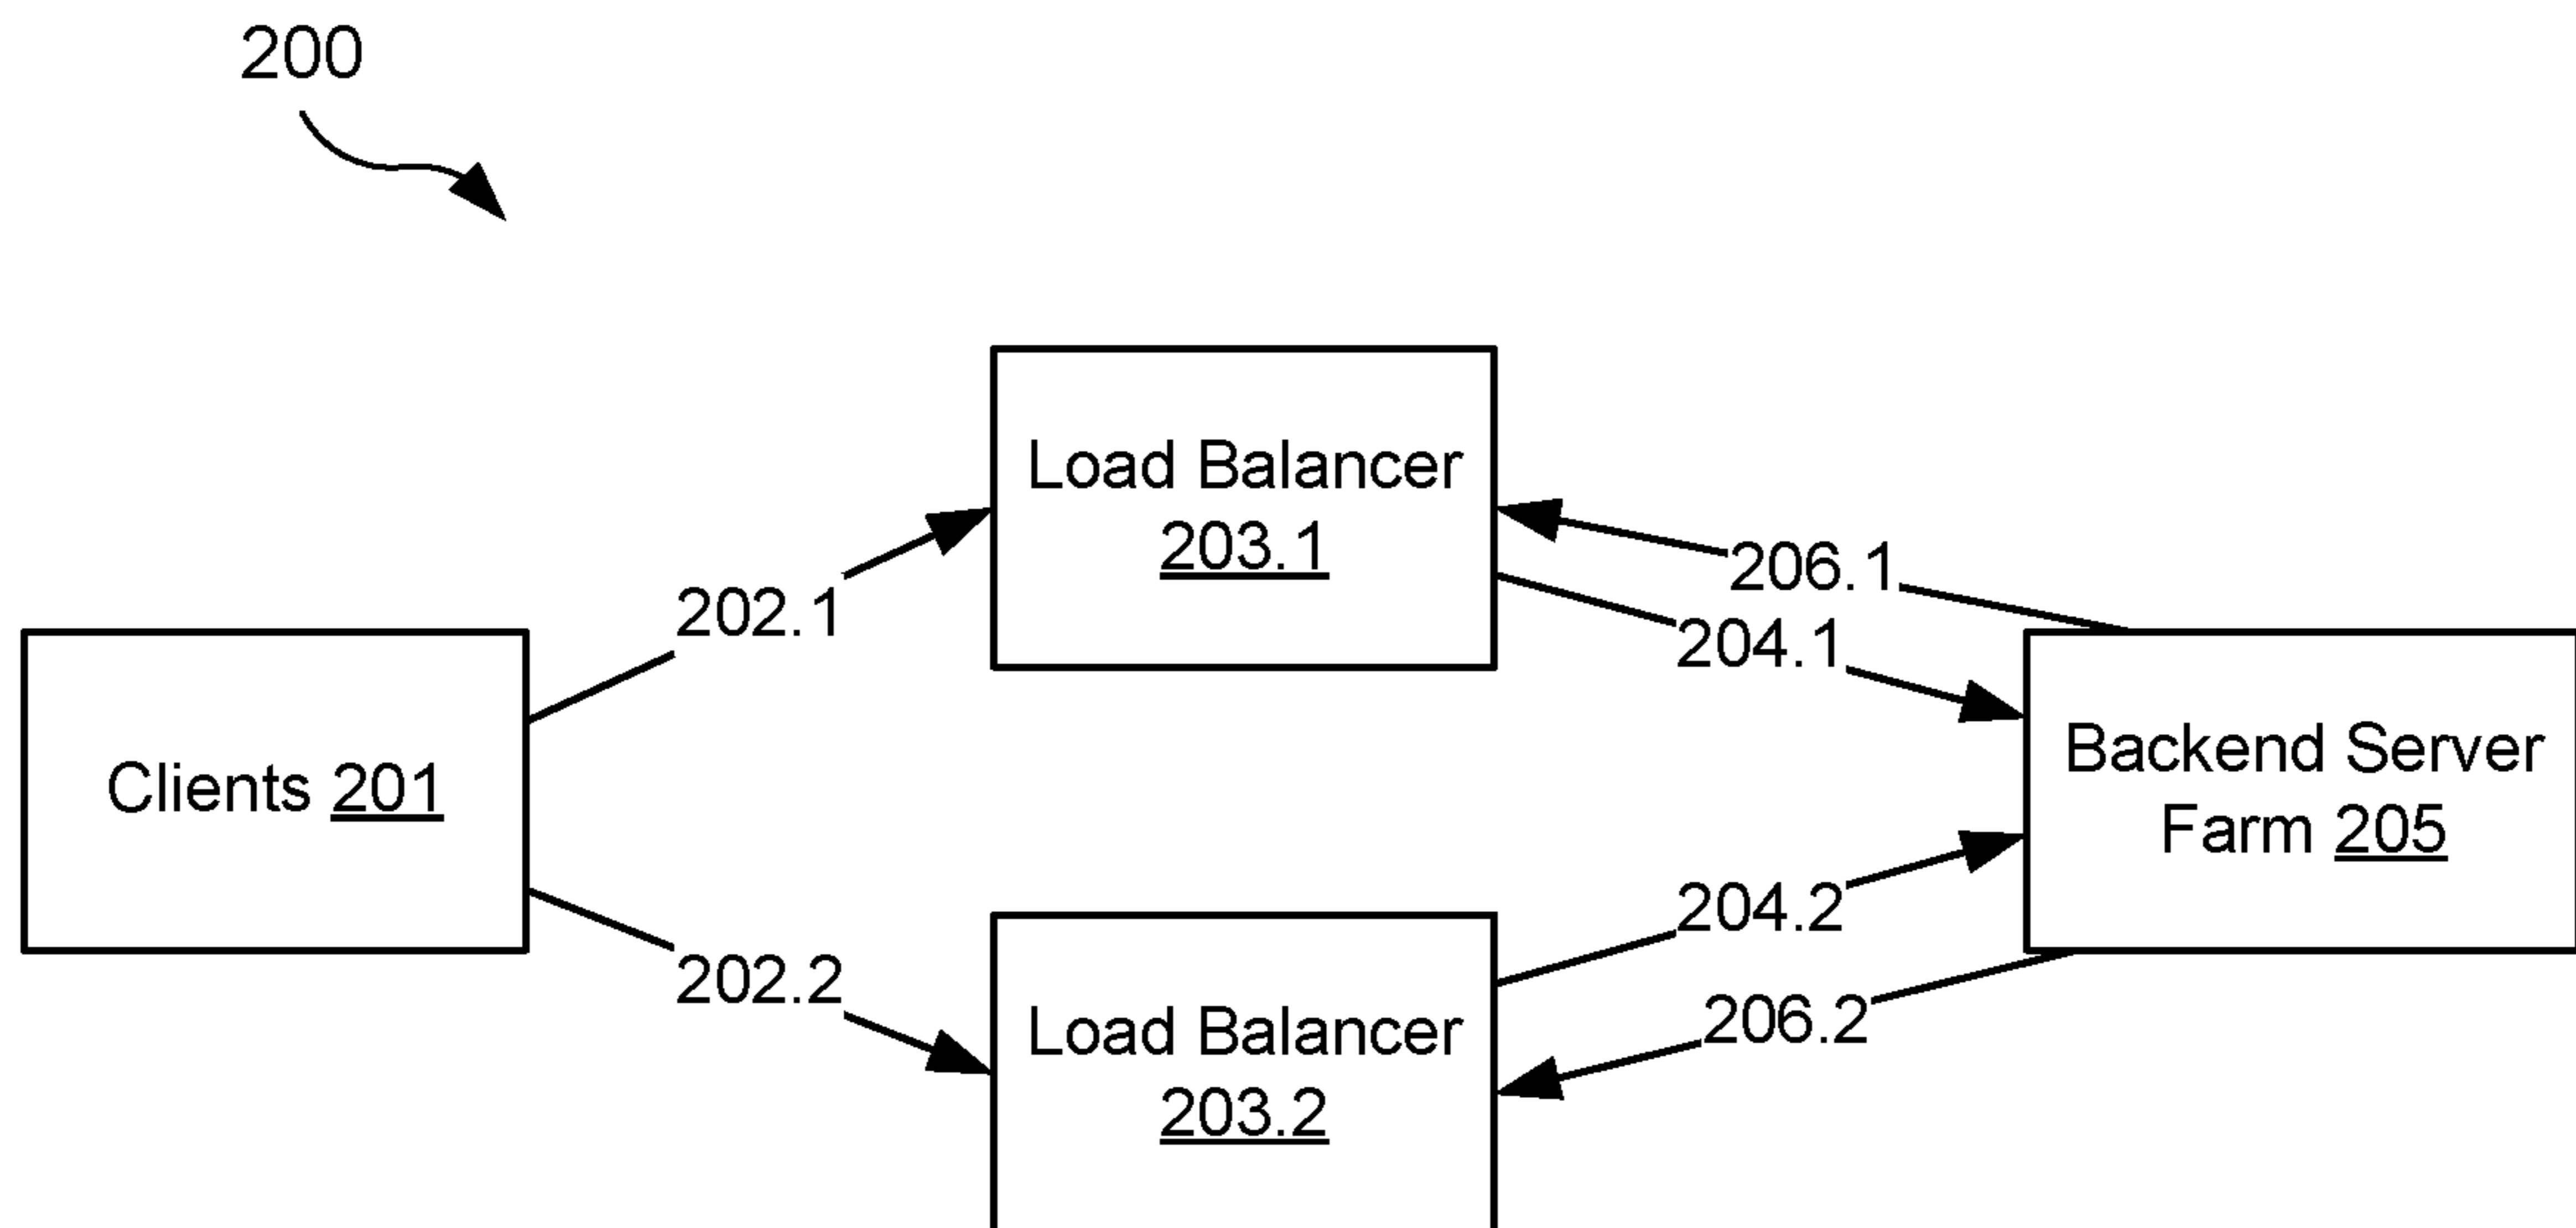 200
Load Balancer
203.1
206.1
202.1
204.1
Clients 201
Backend Server
Farm 205
204.2
202.2
206.2
Load Balancer
203.2